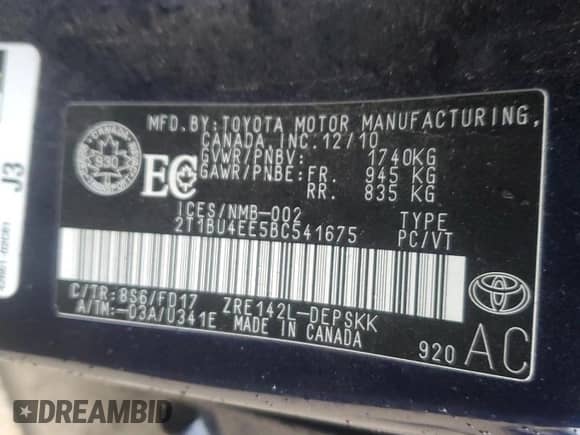 MFD.BY:TOYOTA MOTOR MANUFACTURING,
CANADA, INC.12/10
GVWR/PNBV: 1740KG
GAWR/PNBE: FR. 945 KG
RR. 835 KG
CANADA
930
EC
ICES/NMB-002 TYPE
2T1BU4EE5BC541675 PC/VT
C/TR:8S6/FD17 ZRE142L-DEPSKK
A/TM:-03A/U341E MADE IN CANADA
920 AC
TOYOTA
J3
DREAMBID